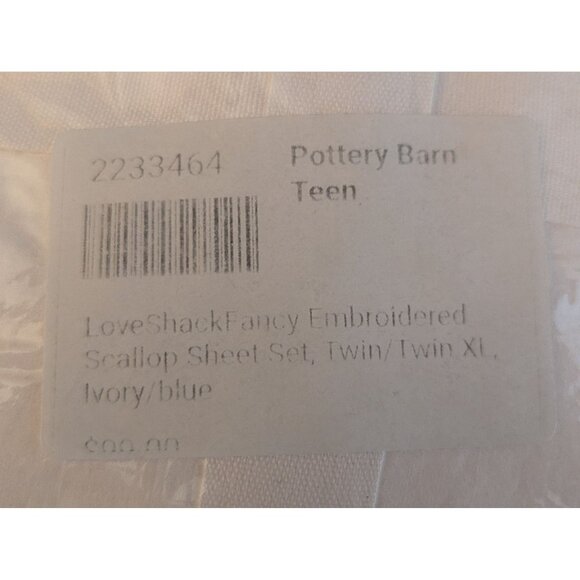 2233464
Pottery Barn
Teen
LoveShackFancy Embroidered
Scallop Sheet Set, Twin/Twin XL,
Ivory/blue